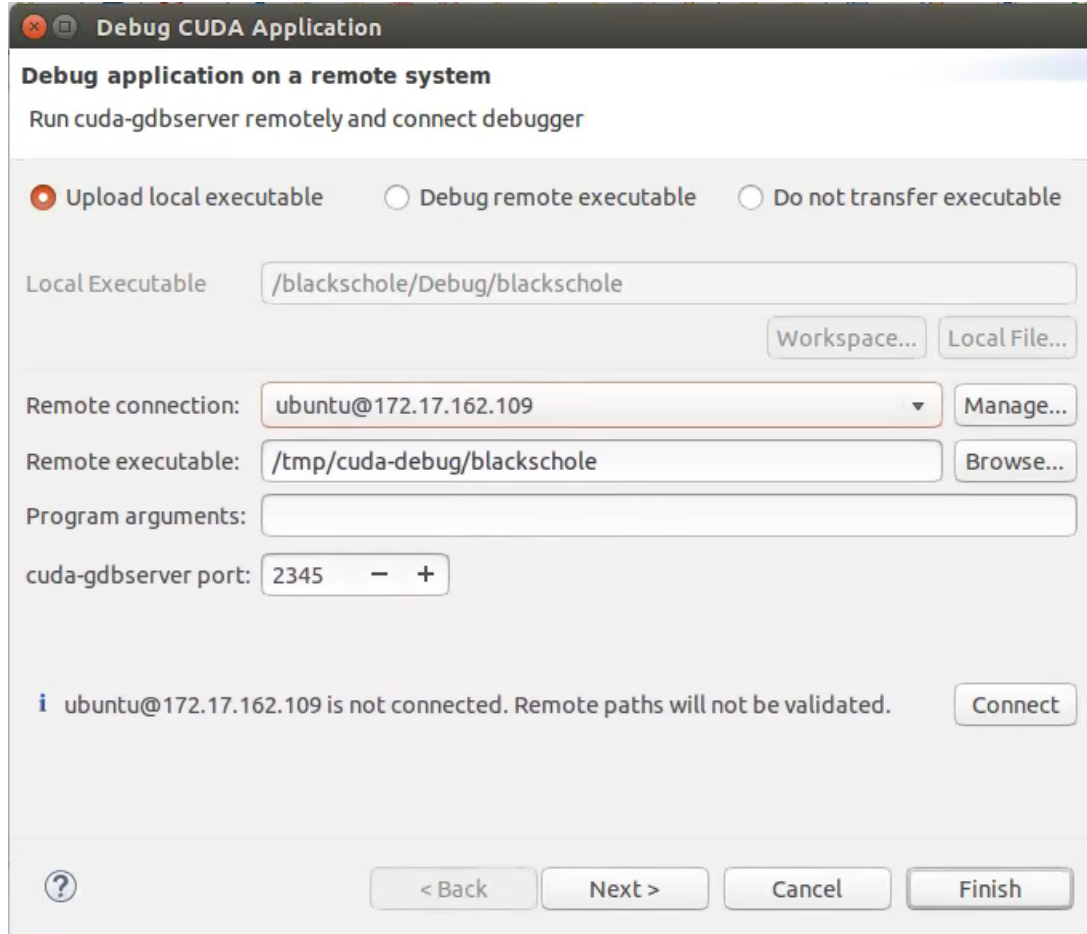 Debug CUDA Application
Debug application on a remote system
Run cuda-gdbserver remotely and connect debugger
Upload local executable Debug remote executable Do not transfer executable
Local Executable /blackschole/Debug/blackschole
Workspace... Local File...
Remote connection: ubuntu@172.17.162.109 Manage...
Remote executable: /tmp/cuda-debug/blackschole Browse...
Program arguments:
cuda-gdbserver port: 2345 − +
i ubuntu@172.17.162.109 is not connected. Remote paths will not be validated. Connect
? < Back Next > Cancel Finish